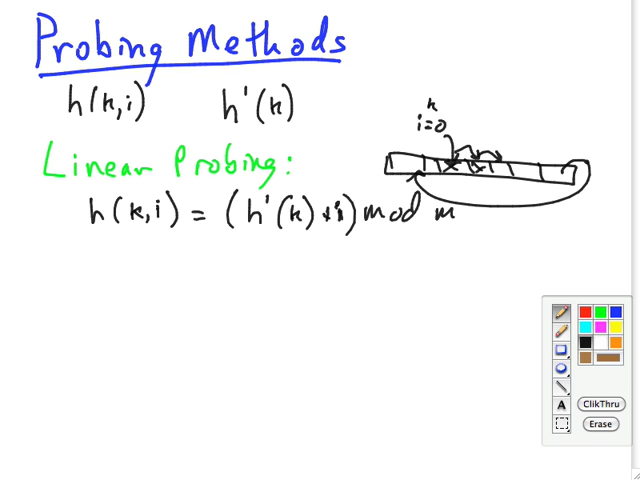 Probing Methods
h(k,i) h'(k)
k
i=0
Linear Probing:
h(k,i) = (h'(k)+i) mod m
A
ClikThru
Erase